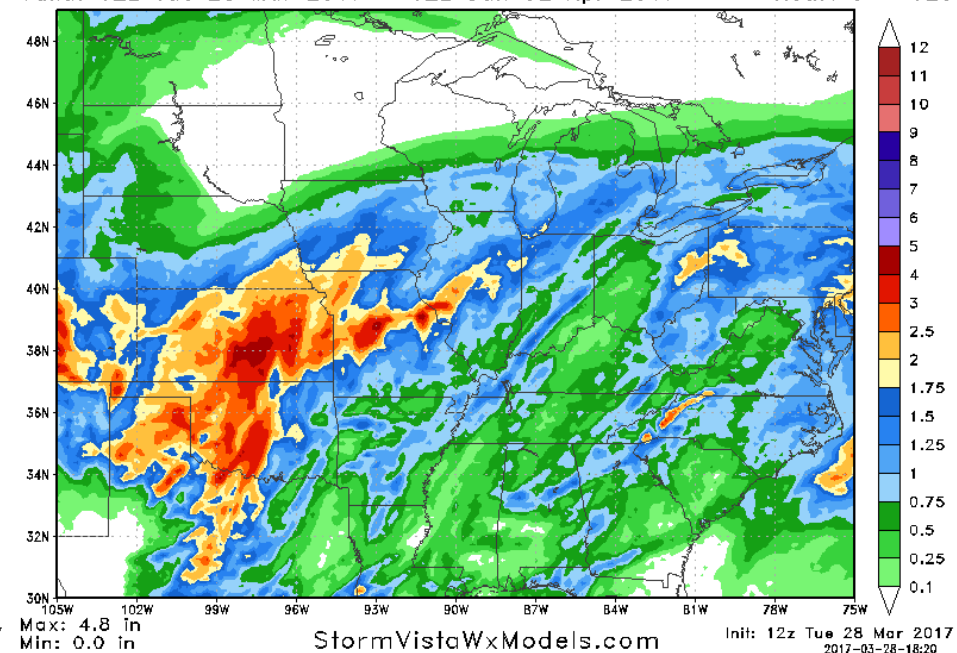 48N
46N
44N
42N
40N
38N
36N
34N
32N
30N
105W 102W 99W 96W 93W 90W 87W 84W 81W 78W 75W
12
11
10
9
8
7
6
5
4
3
2.5
2
1.75
1.5
1.25
1
0.75
0.5
0.25
0.1
Max: 4.8 in
Min: 0.0 in
StormVistaWxModels.com
Init: 12z Tue 28 Mar 2017
2017-03-28-18:20